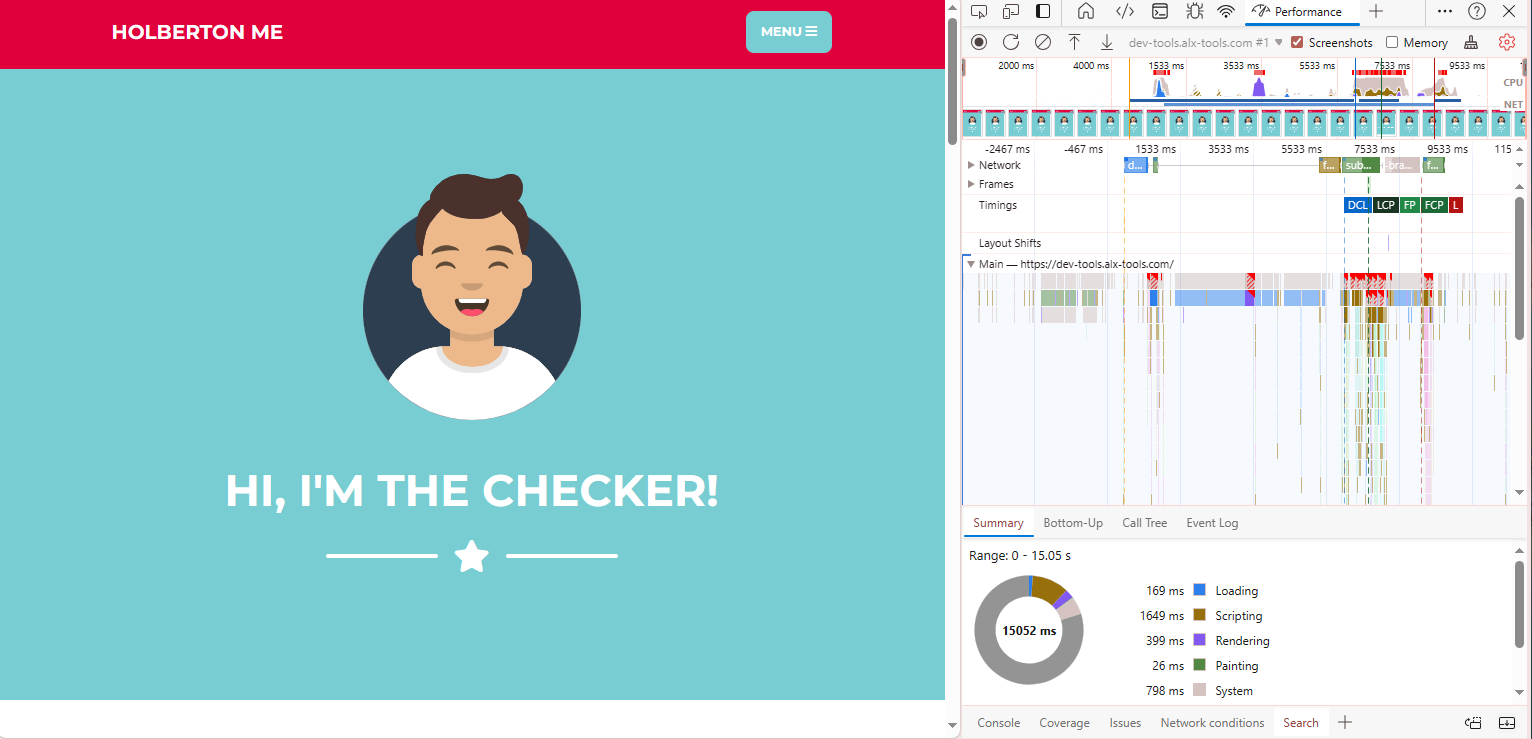 HOLBERTON ME
MENU
HI, I'M THE CHECKER!
Performance
dev-tools.alx-tools.com #1
Screenshots
Memory
2000 ms 4000 ms 1533 ms 3533 ms 5533 ms 7533 ms 9533 ms
CPU
NET
-2467 ms -467 ms 1533 ms 3533 ms 5533 ms 7533 ms 9533 ms 115
Network d... f... sub... -bra... f...
Frames
Timings DCL LCP FP FCP L
Layout Shifts
Main — https://dev-tools.alx-tools.com/
Summary Bottom-Up Call Tree Event Log
Range: 0 - 15.05 s
15052 ms
169 ms Loading
1649 ms Scripting
399 ms Rendering
26 ms Painting
798 ms System
Console Coverage Issues Network conditions Search